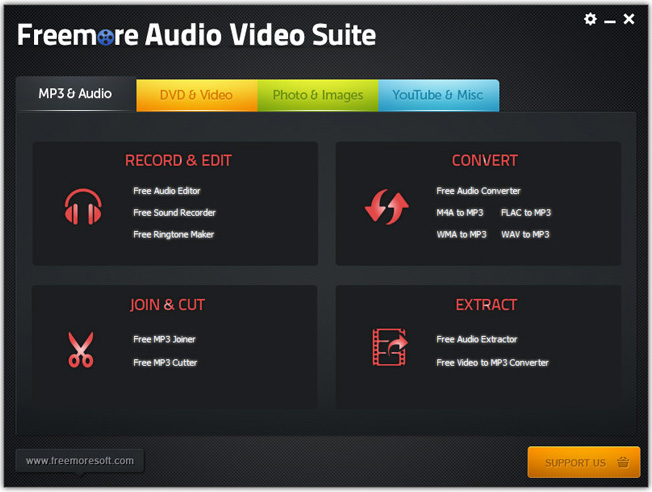 Freemore Audio Video Suite
MP3 & Audio
DVD & Video
Photo & Images
YouTube & Misc
RECORD & EDIT
Free Audio Editor
Free Sound Recorder
Free Ringtone Maker
CONVERT
Free Audio Converter
M4A to MP3 FLAC to MP3
WMA to MP3 WAV to MP3
JOIN & CUT
Free MP3 Joiner
Free MP3 Cutter
EXTRACT
Free Audio Extractor
Free Video to MP3 Converter
www.freemoresoft.com
SUPPORT US